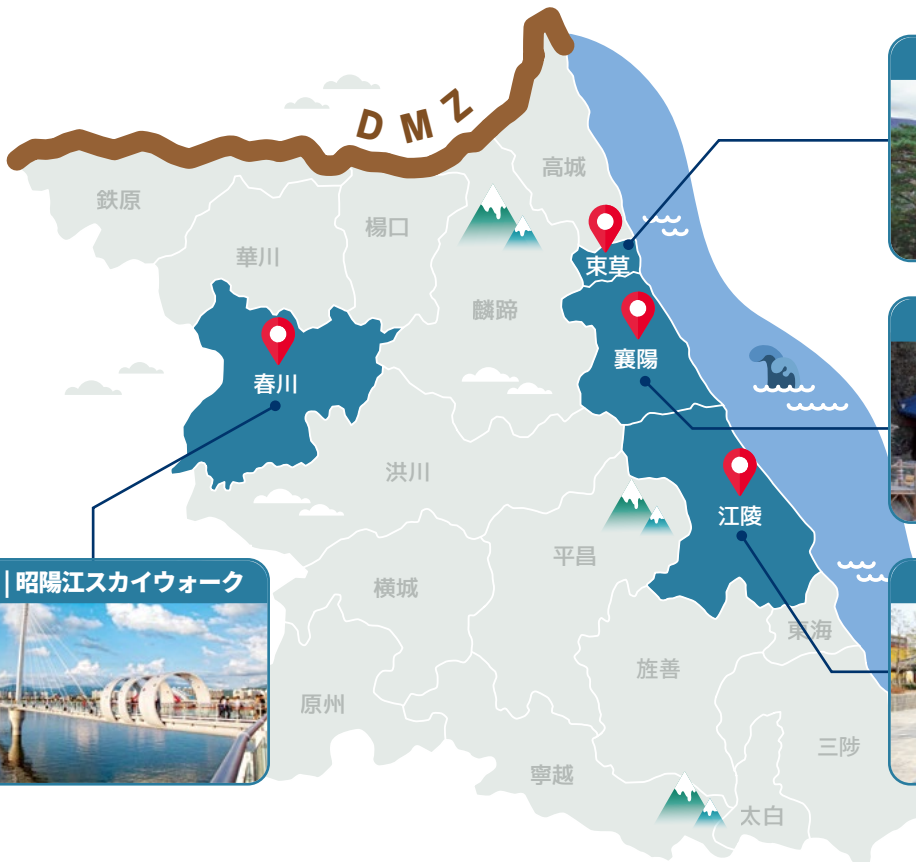 DMZ
高城
鉄原
楊口
華川
束草
麟蹄
襄陽
春川
洪川
江陵
平昌
| 昭陽江スカイウォーク
横城
東海
旌善
原州
三陟
寧越
太白